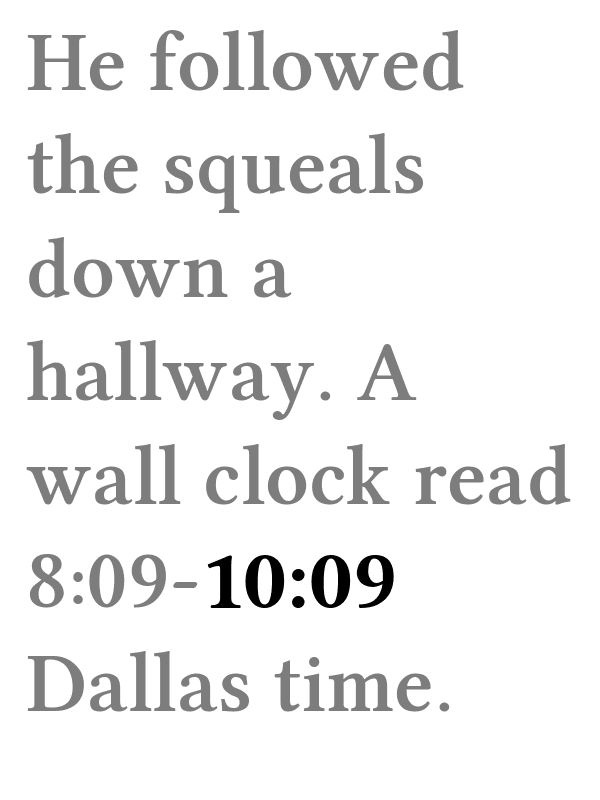 He followed
the squeals
down a
hallway. A
wall clock read
8:09-10:09
Dallas time.